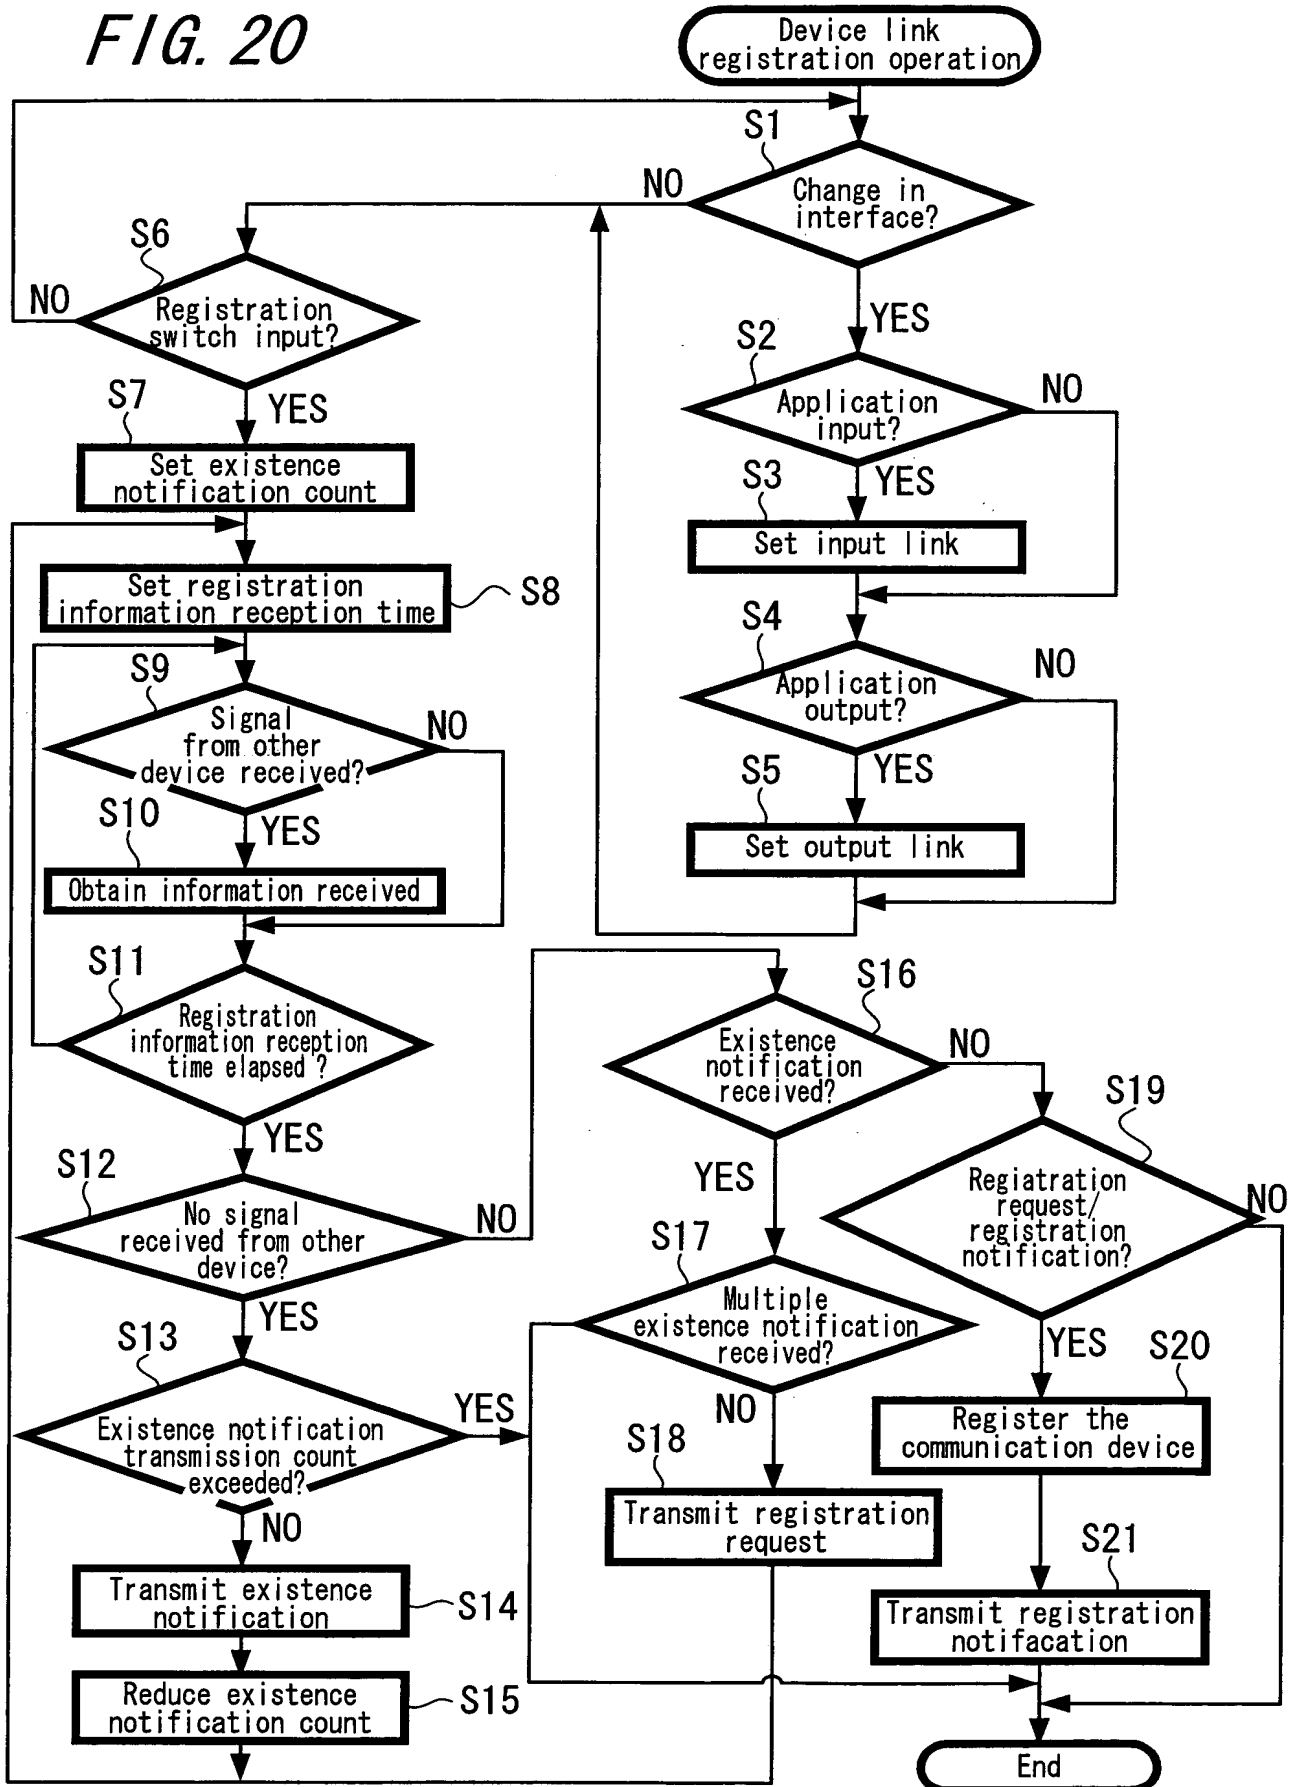 FIG. 20
Device link
registration operation
S1
Change in
interface?
NO
YES
S6
Registration
switch input?
NO
YES
S2
Application
input?
NO
YES
S7
Set existence
notification count
S3
Set input link
S8
Set registration
information reception time
S4
Application
output?
NO
YES
S9
Signal
from other
device received?
NO
YES
S5
Set output link
S10
Obtain information received
S11
Registration
information reception
time elapsed ?
YES
S16
Existence
notification
received?
NO
YES
S12
No signal
received from other
device?
NO
YES
S19
Regiatration
request/
registration
notification?
NO
YES
S17
Multiple
existence notification
received?
NO
S13
Existence notification
transmission count
exceeded?
YES
NO
S20
Register the
communication device
S18
Transmit registration
request
S14
Transmit existence
notification
S21
Transmit registration
notifacation
S15
Reduce existence
notification count
End